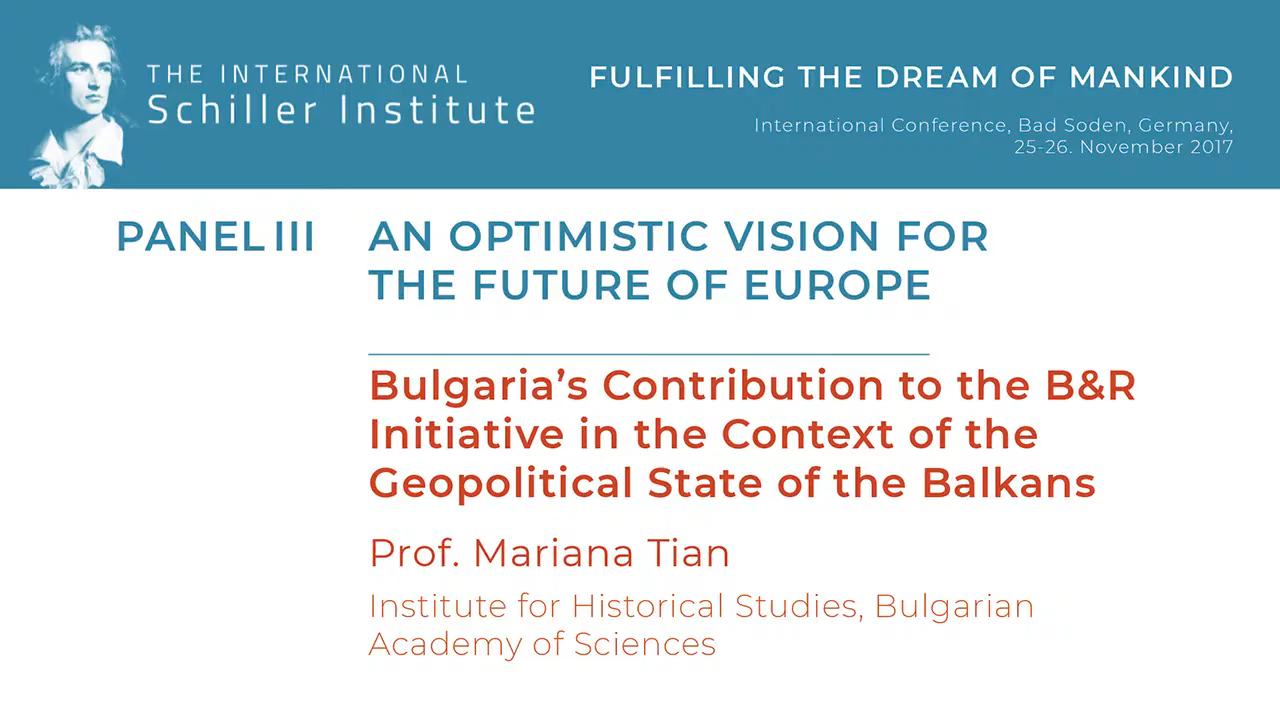 THE INTERNATIONAL
Schiller Institute
FULFILLING THE DREAM OF MANKIND
International Conference, Bad Soden, Germany,
25-26. November 2017
PANEL III
AN OPTIMISTIC VISION FOR
THE FUTURE OF EUROPE
Bulgaria’s Contribution to the B&R
Initiative in the Context of the
Geopolitical State of the Balkans
Prof. Mariana Tian
Institute for Historical Studies, Bulgarian
Academy of Sciences